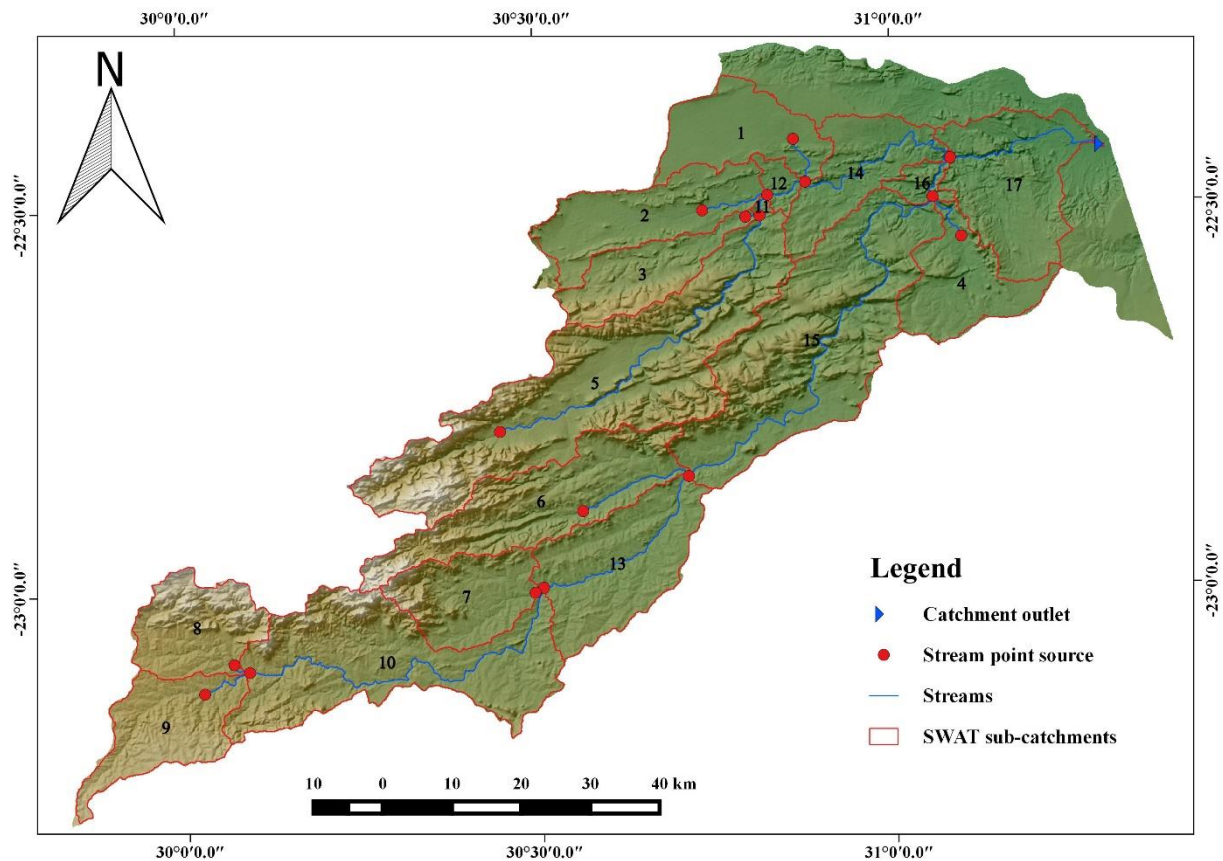 30°0'0.0" 30°30'0.0" 31°0'0.0"
N
1
12
14
16
17
2
11
-22°30'0.0" -22°30'0.0"
3
4
15
5
6
13
7
-23°0'0.0" -23°0'0.0"
8
10
9
Legend
Catchment outlet
Stream point source
Streams
SWAT sub-catchments
10 0 10 20 30 40 km
30°0'0.0" 30°30'0.0" 31°0'0.0"